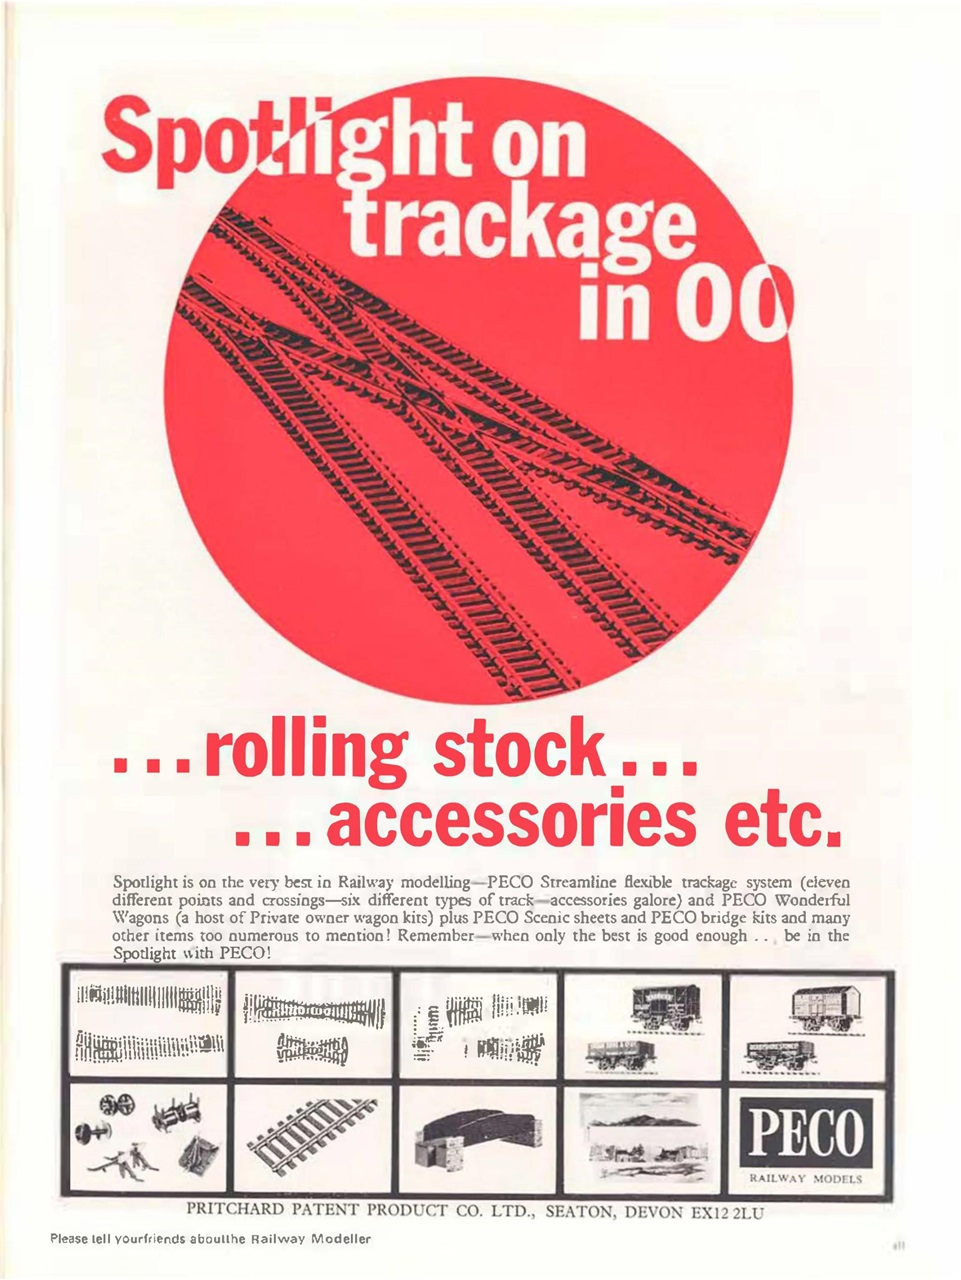 Spotlight on
trackage
in OO
...rolling stock...
...accessories etc.
Spotlight is on the very best in Railway modelling—PECO Streamline flexible trackage system (eleven
different points and crossings—six different types of track—accessories galore) and PECO Wonderful
Wagons (a host of Private owner wagon kits) plus PECO Scenic sheets and PECO bridge kits and many
other items too numerous to mention! Remember—when only the best is good enough ... be in the
Spotlight with PECO!
PECO
RAILWAY MODELS
PRITCHARD PATENT PRODUCT CO. LTD., SEATON, DEVON EX12 2LU
Please tell yourfriends aboutthe Railway Modeller